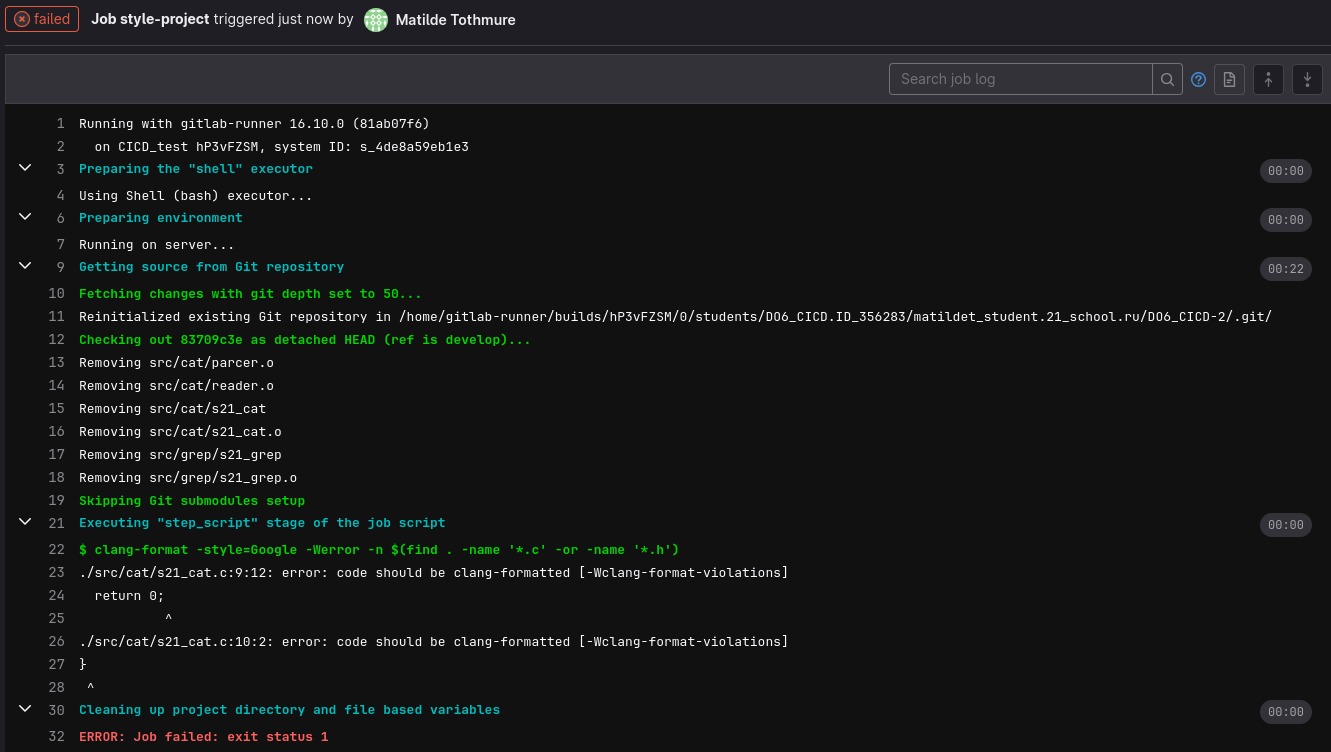 failed Job style-project triggered just now by Matilde Tothmure
Search job log
1 Running with gitlab-runner 16.10.0 (81ab07f6)
2 on CICD_test hP3vFZSM, system ID: s_4de8a59eb1e3
3 Preparing the "shell" executor 00:00
4 Using Shell (bash) executor...
6 Preparing environment 00:00
7 Running on server...
9 Getting source from Git repository 00:22
10 Fetching changes with git depth set to 50...
11 Reinitialized existing Git repository in /home/gitlab-runner/builds/hP3vFZSM/0/students/DO6_CICD.ID_356283/matildet_student.21_school.ru/DO6_CICD-2/.git/
12 Checking out 83709c3e as detached HEAD (ref is develop)...
13 Removing src/cat/parcer.o
14 Removing src/cat/reader.o
15 Removing src/cat/s21_cat
16 Removing src/cat/s21_cat.o
17 Removing src/grep/s21_grep
18 Removing src/grep/s21_grep.o
19 Skipping Git submodules setup
21 Executing "step_script" stage of the job script 00:00
22 $ clang-format -style=Google -Werror -n $(find . -name '*.c' -or -name '*.h')
23 ./src/cat/s21_cat.c:9:12: error: code should be clang-formatted [-Wclang-format-violations]
24 return 0;
25 ^
26 ./src/cat/s21_cat.c:10:2: error: code should be clang-formatted [-Wclang-format-violations]
27 }
28 ^
30 Cleaning up project directory and file based variables 00:00
32 ERROR: Job failed: exit status 1